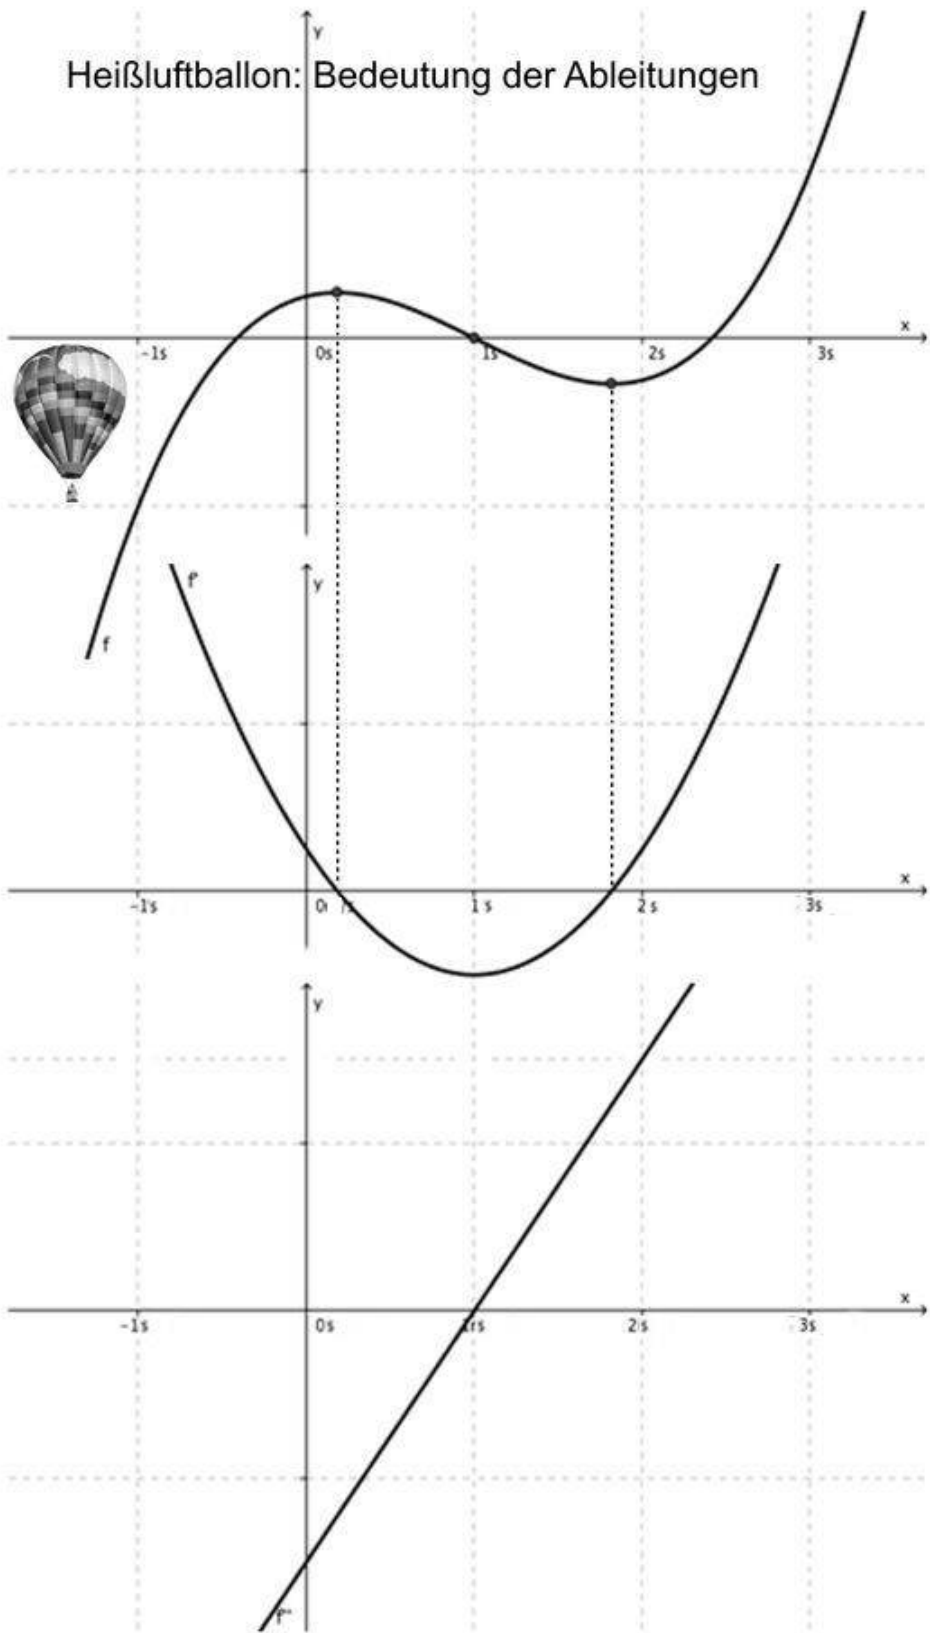 y
Heißluftballon: Bedeutung der Ableitungen
x
-1s 0s 1s 2s 3s
f' y
f
x
-1s 1s 2s 3s
y
x
-1s 0s 2s 3s
f''